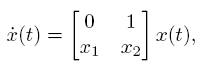 ẋ(t) = [ 0 1 ; x₁ x₂ ] x(t),